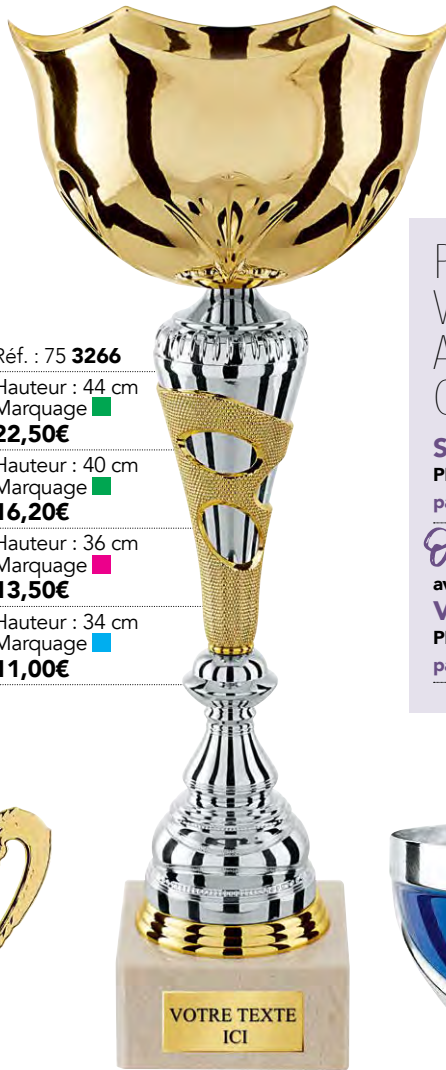 Réf. : 75 3266
Hauteur : 44 cm
Marquage
22,50€
Hauteur : 40 cm
Marquage
16,20€
Hauteur : 36 cm
Marquage
13,50€
Hauteur : 34 cm
Marquage
11,00€
VOTRE TEXTE
ICI